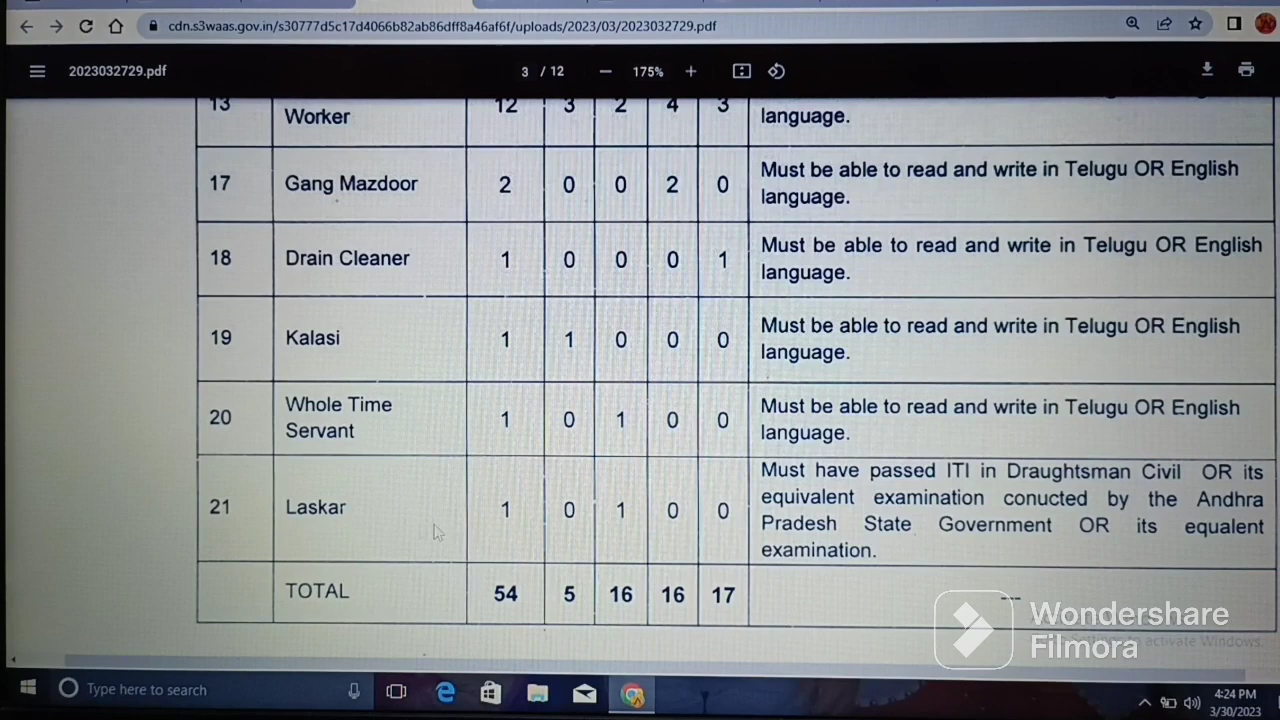 cdn.s3waas.gov.in/s30777d5c17d4066b82ab86dff8a46af6f/uploads/2023/03/2023032729.pdf
2023032729.pdf 3 / 12 175%
13 Worker 12 3 2 4 3 language.
17 Gang Mazdoor 2 0 0 2 0 Must be able to read and write in Telugu OR English
language.
18 Drain Cleaner 1 0 0 0 1 Must be able to read and write in Telugu OR English
language.
19 Kalasi 1 1 0 0 0 Must be able to read and write in Telugu OR English
language.
20 Whole Time
Servant 1 0 1 0 0 Must be able to read and write in Telugu OR English
language.
21 Laskar 1 0 1 0 0 Must have passed ITI in Draughtsman Civil OR its
equivalent examination conucted by the Andhra
Pradesh State Government OR its equalent
examination.
TOTAL 54 5 16 16 17 ---
Wondershare
Filmora
to activate Windows.
Type here to search
4:24 PM
3/30/2023